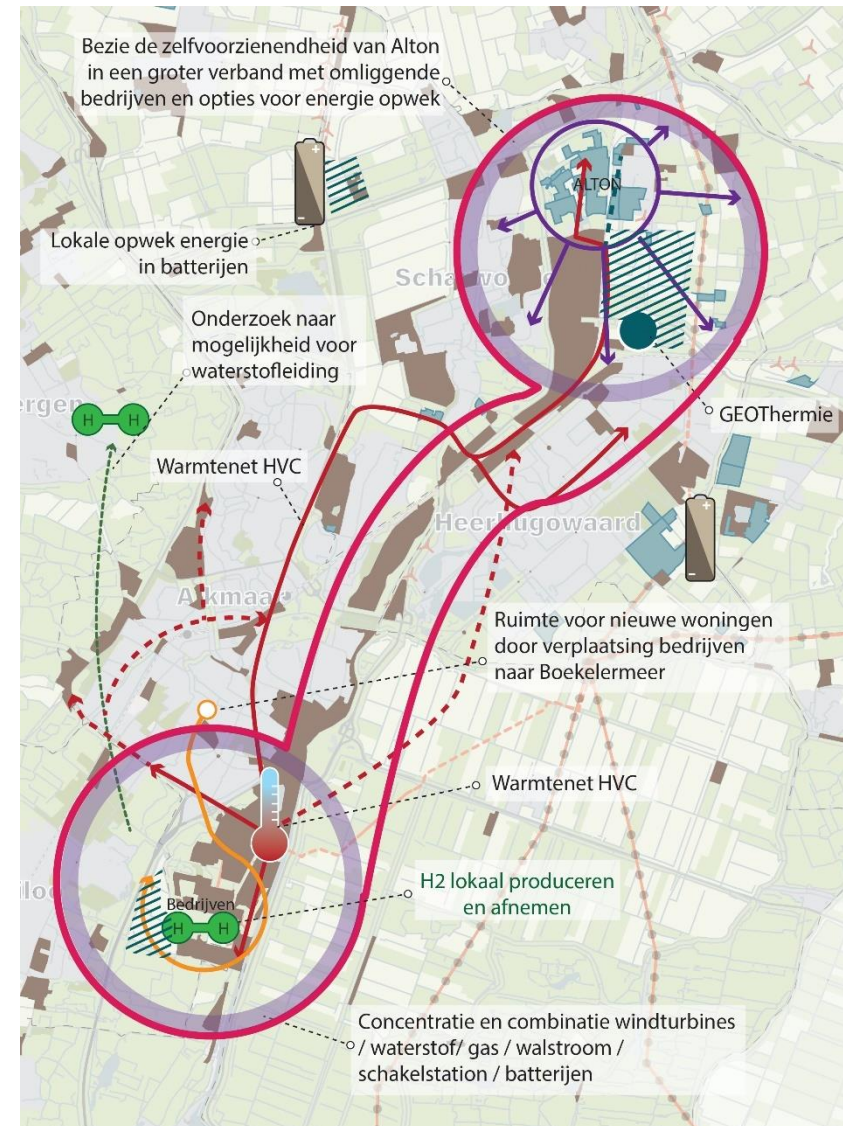 Bezie de zelfvoorzienendheid van Alton
in een groter verband met omliggende
bedrijven en opties voor energie opwek
ALTON
+
Lokale opwek energie
in batterijen
Onderzoek naar
mogelijkheid voor
waterstofleiding
ergen
H H
GEOThermie
Warmtenet HVC
Heerhugowaard
Alkmaar
Ruimte voor nieuwe woningen
door verplaatsing bedrijven
naar Boekelermeer
Warmtenet HVC
H2 lokaal produceren
en afnemen
Bedrijven
H H
Concentratie en combinatie windturbines
/ waterstof/ gas / walstroom /
schakelstation / batterijen